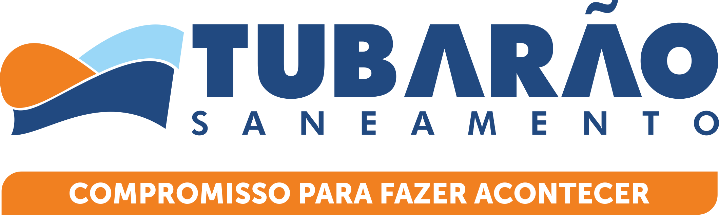 TUBARÃO
SANEAMENTO
COMPROMISSO PARA FAZER ACONTECER